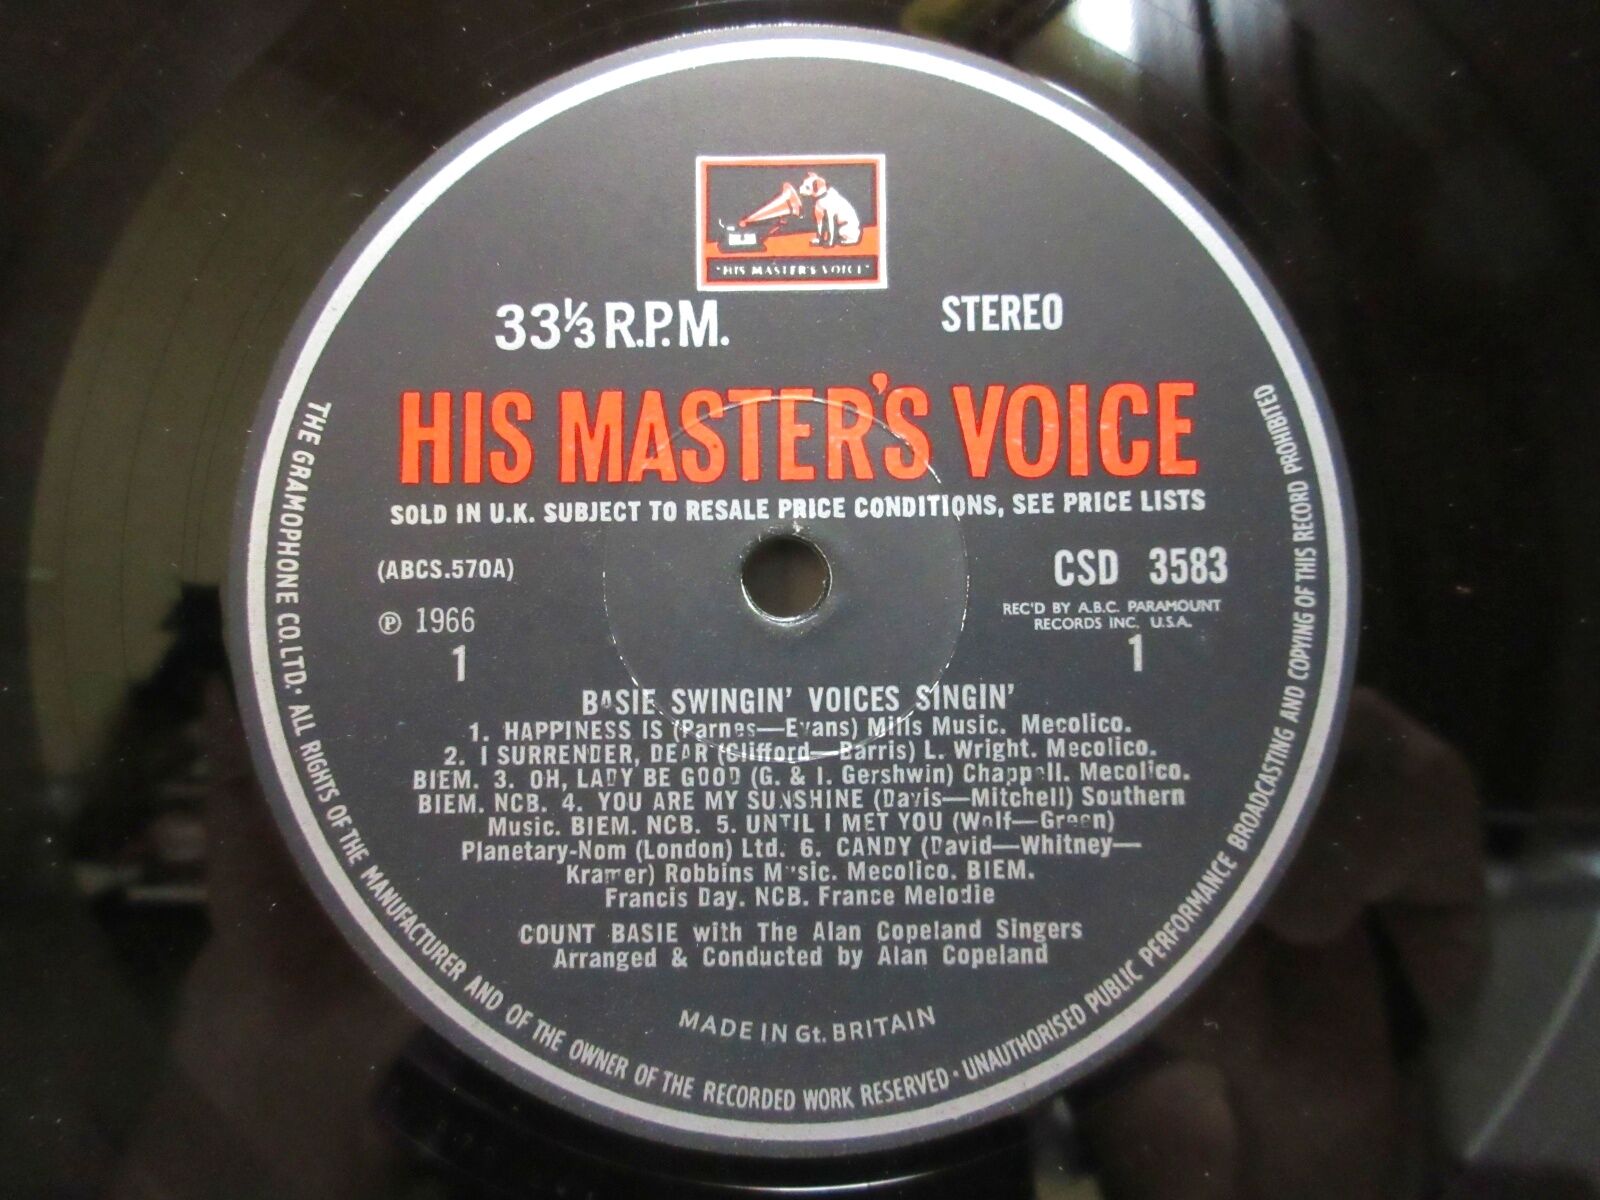 "HIS MASTER'S VOICE"
33⅓ R.P.M. STEREO
HIS MASTER'S VOICE
SOLD IN U.K. SUBJECT TO RESALE PRICE CONDITIONS, SEE PRICE LISTS
(ABCS.570A) CSD 3583
℗ 1966 REC'D BY A.B.C. PARAMOUNT
RECORDS INC. U.S.A.
1 1
BASIE SWINGIN' VOICES SINGIN'
1. HAPPINESS IS (Parnes—Evans) Mills Music. Mecolico.
2. I SURRENDER, DEAR (Clifford—Barris) L. Wright. Mecolico.
BIEM. 3. OH, LADY BE GOOD (G. & I. Gershwin) Chappell. Mecolico.
BIEM. NCB. 4. YOU ARE MY SUNSHINE (Davis—Mitchell) Southern
Music. BIEM. NCB. 5. UNTIL I MET YOU (Wolf—Green)
Planetary-Nom (London) Ltd. 6. CANDY (David—Whitney—
Kramer) Robbins Music. Mecolico. BIEM.
Francis Day. NCB. France Melodie
COUNT BASIE with The Alan Copeland Singers
Arranged & Conducted by Alan Copeland
MADE IN Gt. BRITAIN
THE GRAMOPHONE CO. LTD. · ALL RIGHTS OF THE MANUFACTURER AND OF THE OWNER OF THE RECORDED WORK RESERVED · UNAUTHORISED PUBLIC PERFORMANCE BROADCASTING AND COPYING OF THIS RECORD PROHIBITED